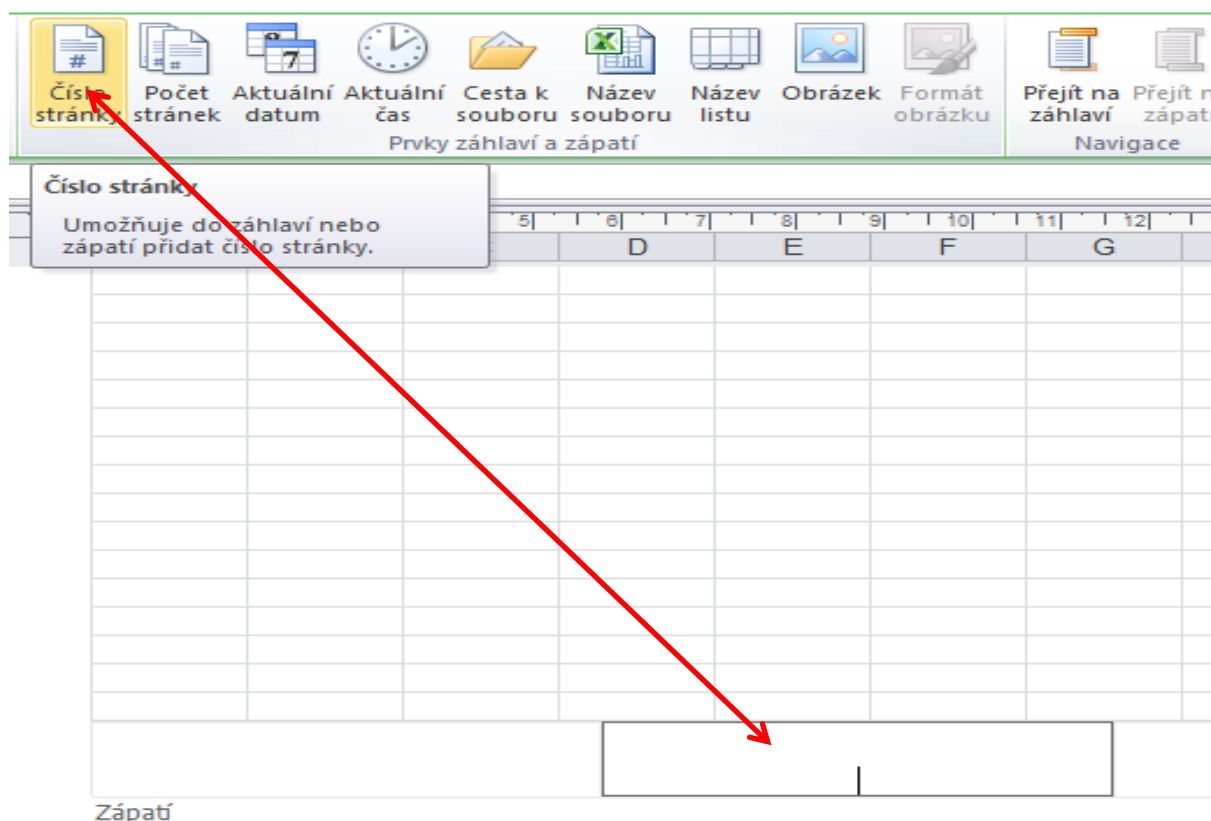 Číslo stránky
Počet stránek
Aktuální datum
Aktuální čas
Cesta k souboru
Název souboru
Název listu
Obrázek
Formát obrázku
Přejít na záhlaví
Přejít n zápatí
Prvky záhlaví a zápatí
Navigace
Číslo stránky
Umožňuje do záhlaví nebo
zápatí přidat číslo stránky.
5 6 7 8 9 10 11 12
D E F G
Zápatí